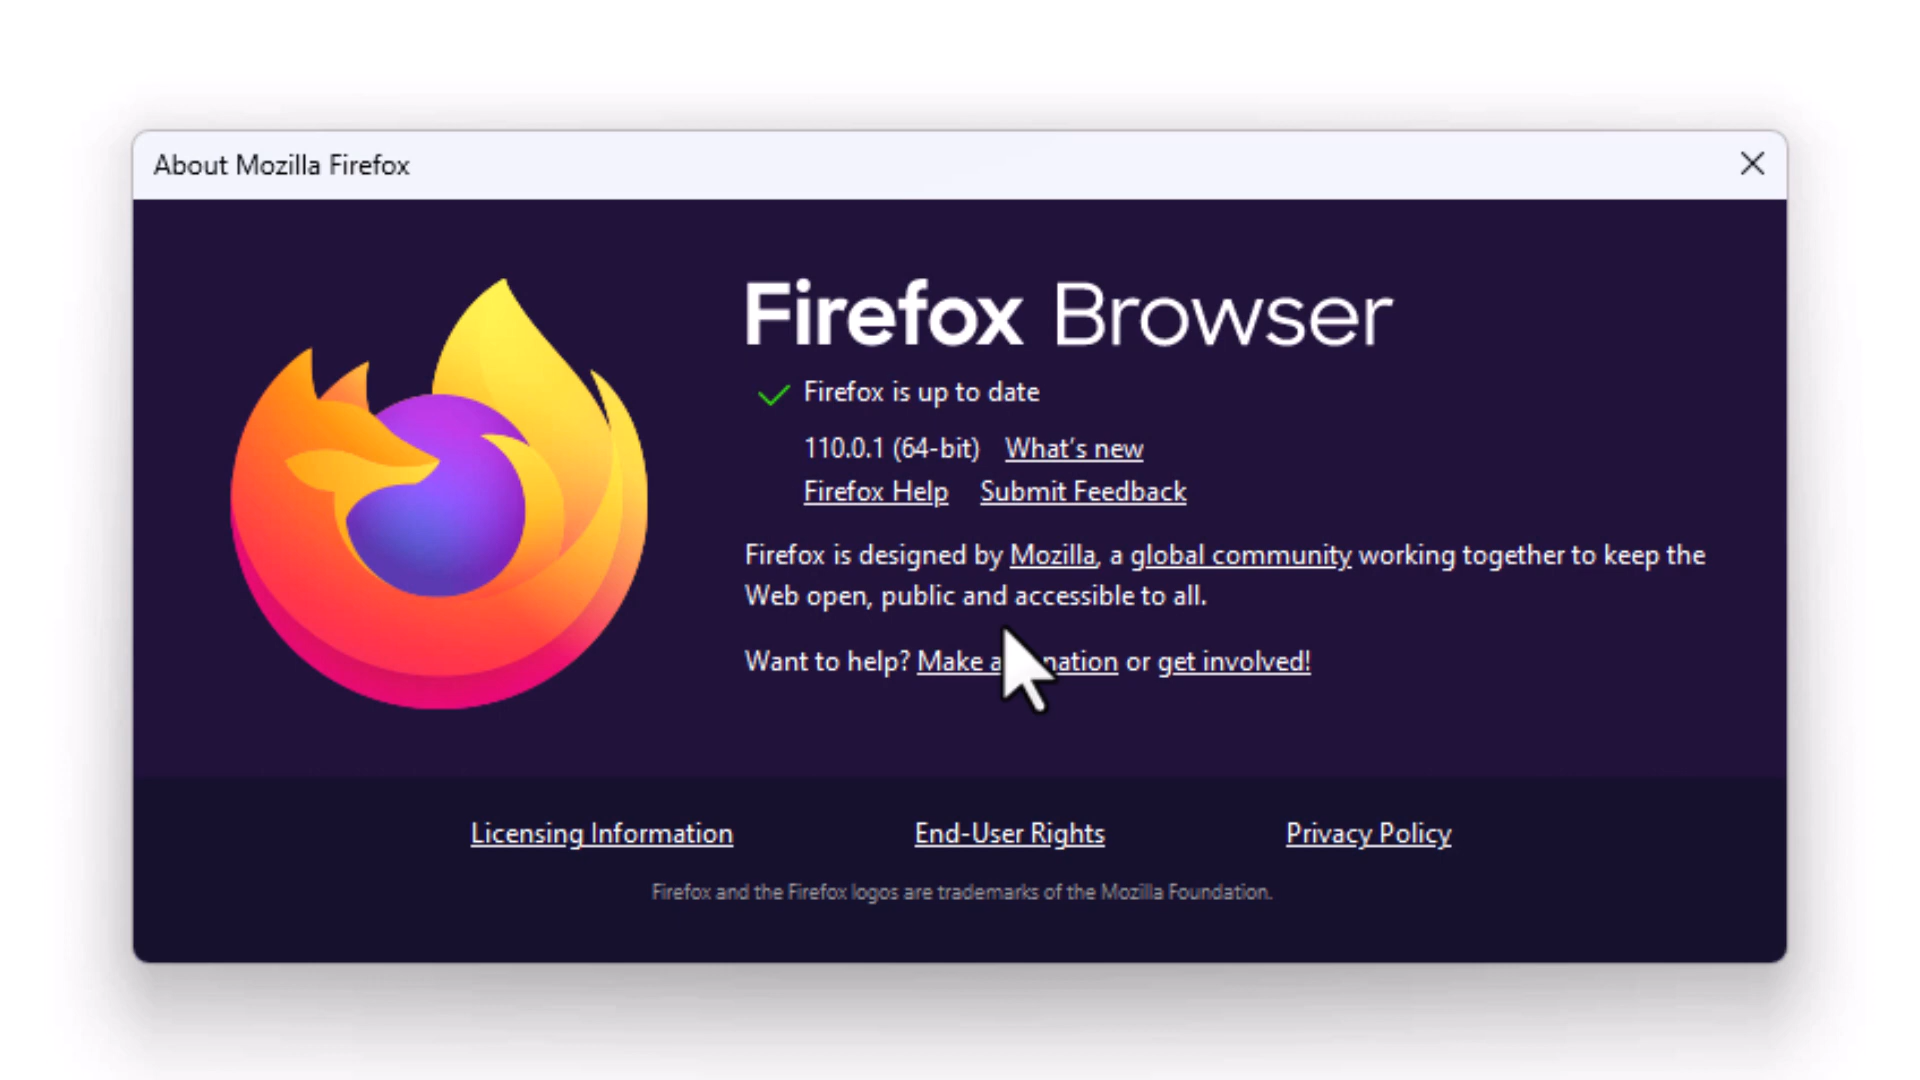 About Mozilla Firefox
Firefox Browser
Firefox is up to date
110.0.1 (64-bit) What's new
Firefox Help Submit Feedback
Firefox is designed by Mozilla, a global community working together to keep the
Web open, public and accessible to all.
Want to help? Make a or get involved!
Licensing Information End-User Rights Privacy Policy
Firefox and the Firefox logos are trademarks of the Mozilla Foundation.